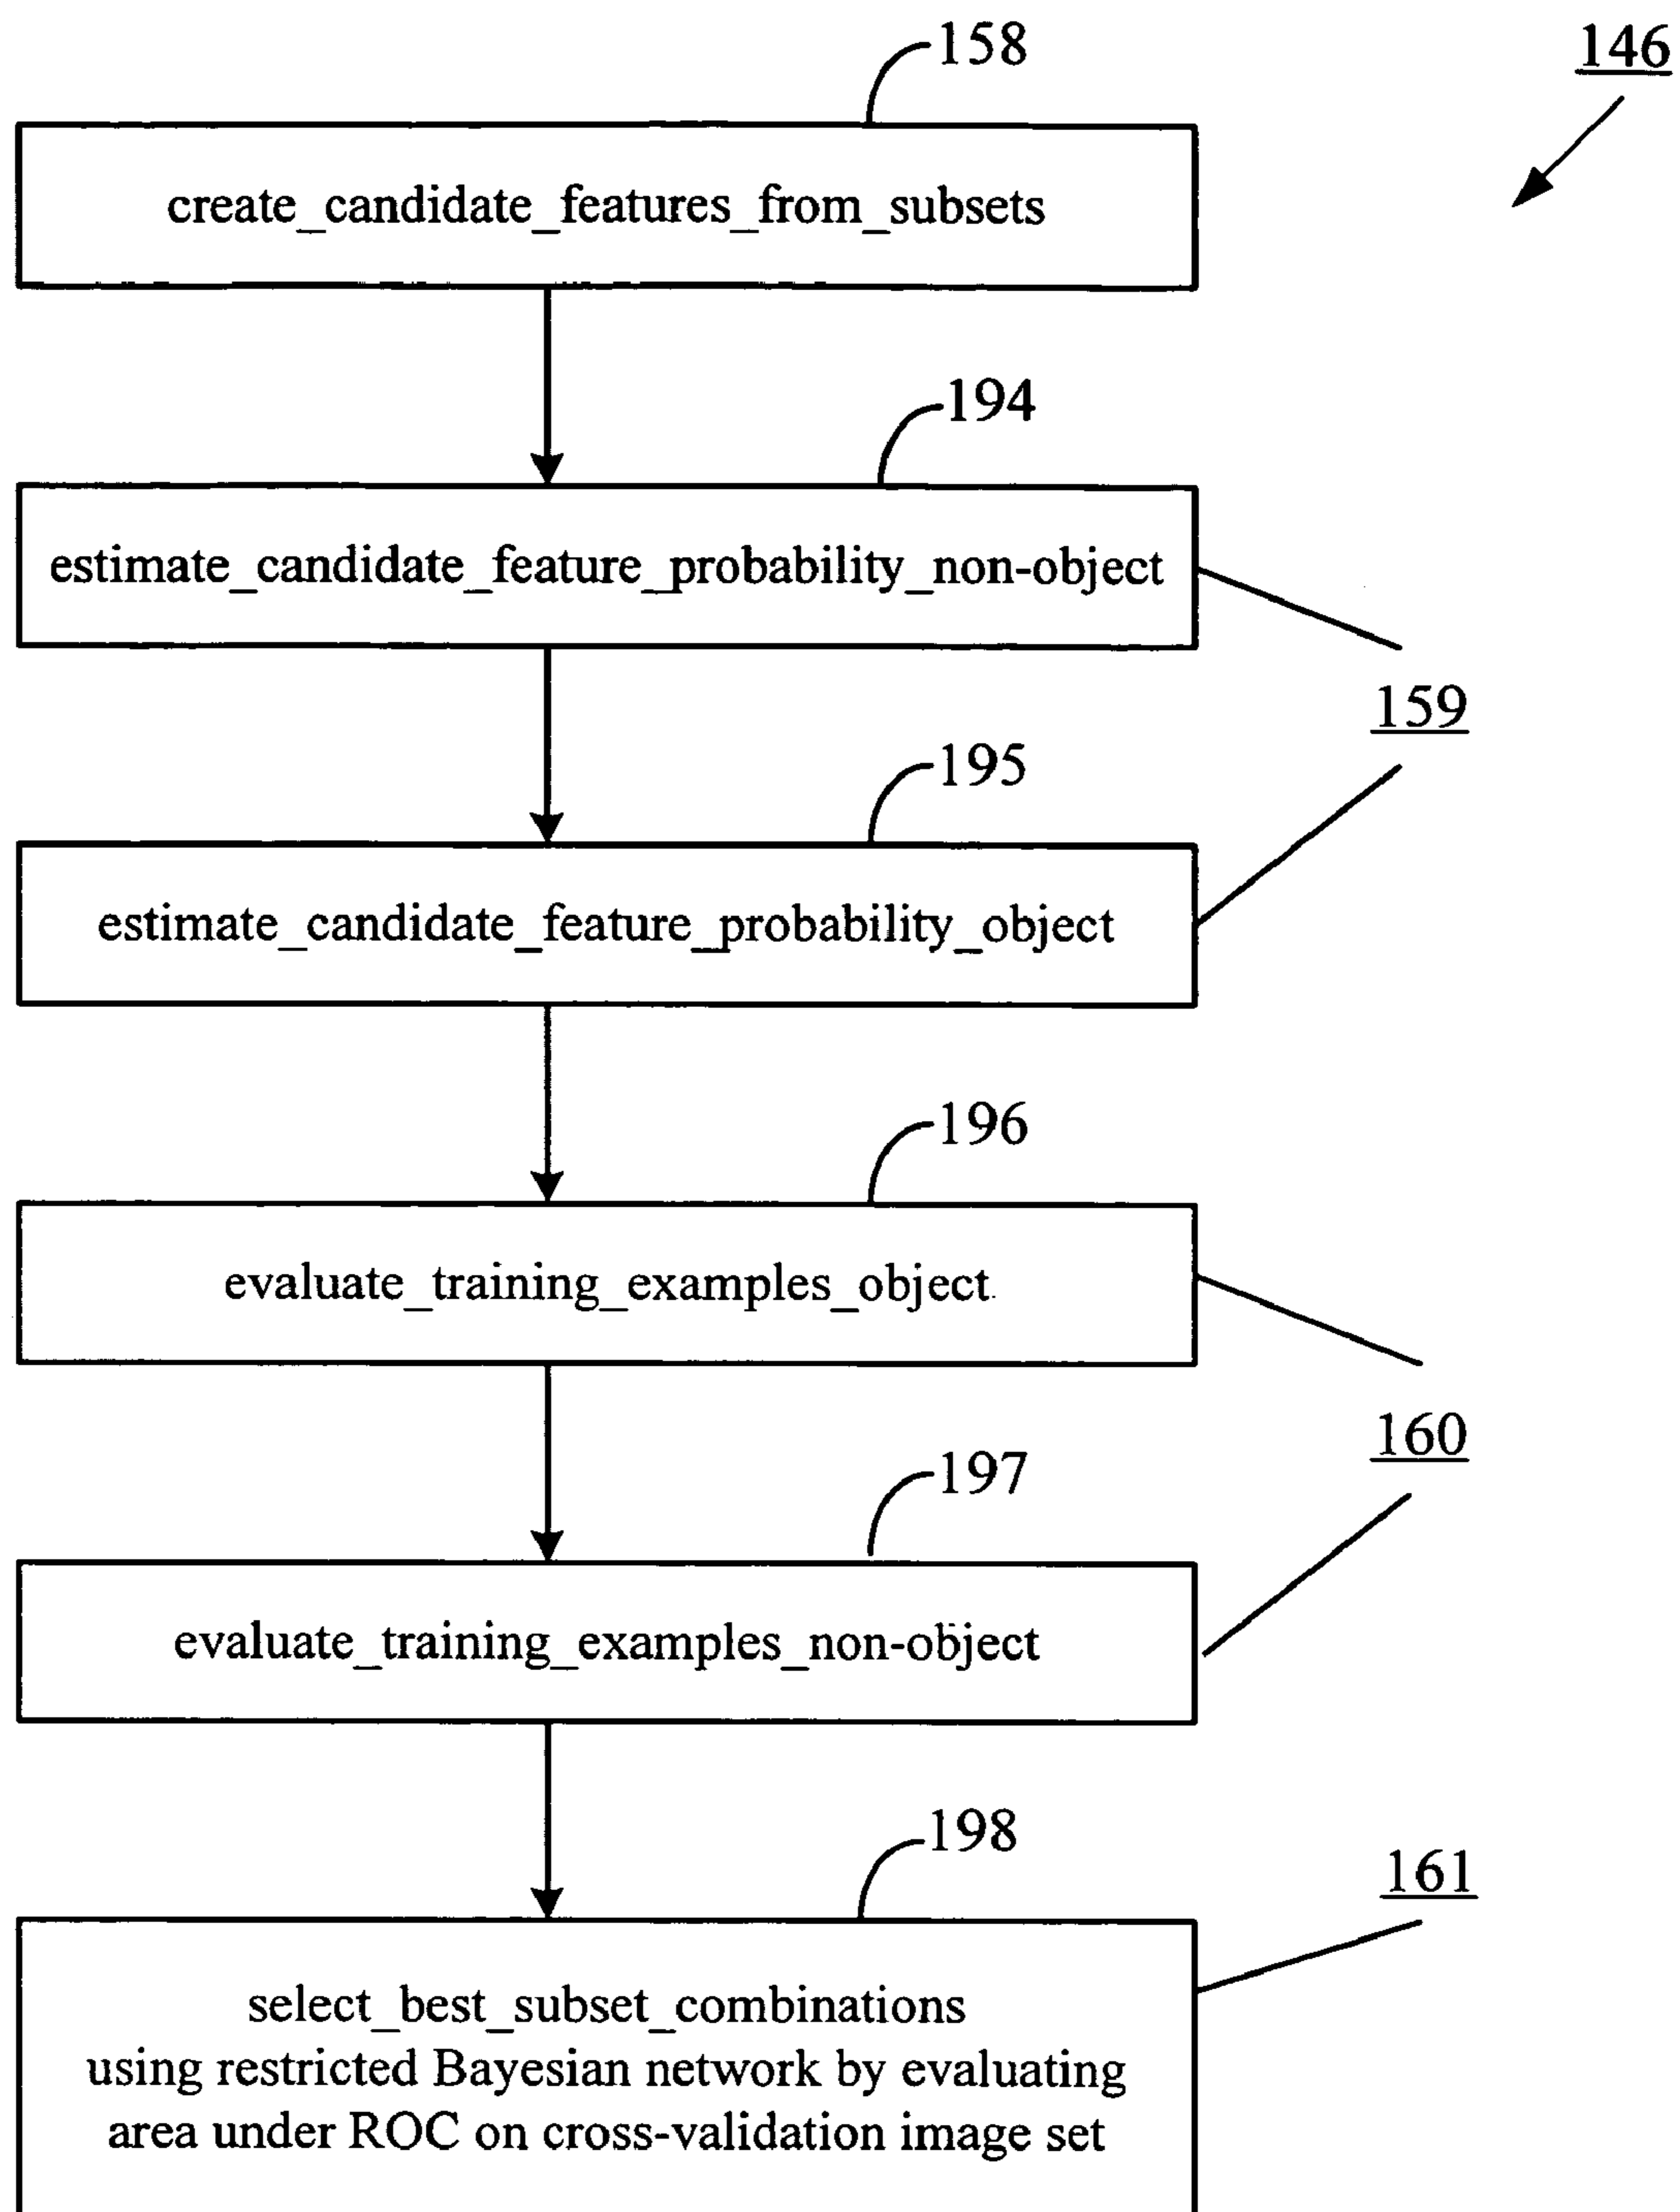 158
146
create_candidate_features_from_subsets
194
estimate_candidate_feature_probability_non-object
159
195
estimate_candidate_feature_probability_object
196
evaluate_training_examples_object
160
197
evaluate_training_examples_non-object
198
161
select_best_subset_combinations
using restricted Bayesian network by evaluating
area under ROC on cross-validation image set